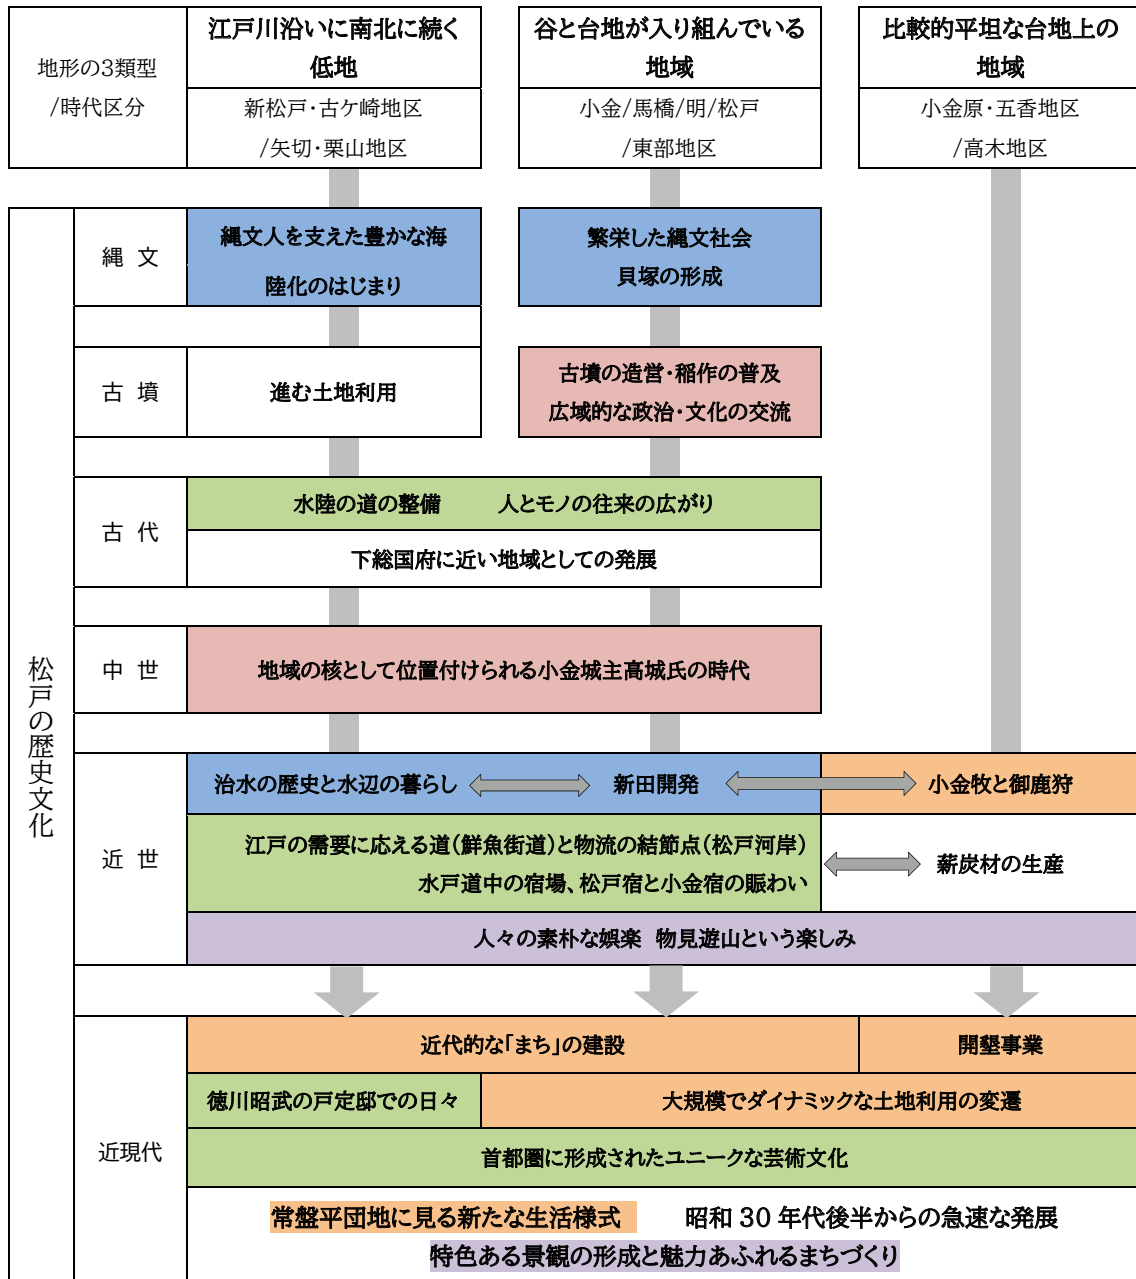 地形の3類型
/時代区分
江戸川沿いに南北に続く
低地
新松戸・古ケ崎地区
/矢切・栗山地区
谷と台地が入り組んでいる
地域
小金/馬橋/明/松戸
/東部地区
比較的平坦な台地上の
地域
小金原・五香地区
/高木地区
松戸の歴史文化
縄 文
縄文人を支えた豊かな海
陸化のはじまり
繁栄した縄文社会
貝塚の形成
古 墳
進む土地利用
古墳の造営・稲作の普及
広域的な政治・文化の交流
古 代
水陸の道の整備 人とモノの往来の広がり
下総国府に近い地域としての発展
中 世
地域の核として位置付けられる小金城主髙城氏の時代
近 世
治水の歴史と水辺の暮らし
新田開発
小金牧と御鹿狩
江戸の需要に応える道(鮮魚街道)と物流の結節点(松戸河岸)
水戸道中の宿場、松戸宿と小金宿の賑わい
薪炭材の生産
人々の素朴な娯楽 物見遊山という楽しみ
近現代
近代的な「まち」の建設
開墾事業
徳川昭武の戸定邸での日々
大規模でダイナミックな土地利用の変遷
首都圏に形成されたユニークな芸術文化
常盤平団地に見る新たな生活様式 昭和 30 年代後半からの急速な発展
特色ある景観の形成と魅力あふれるまちづくり